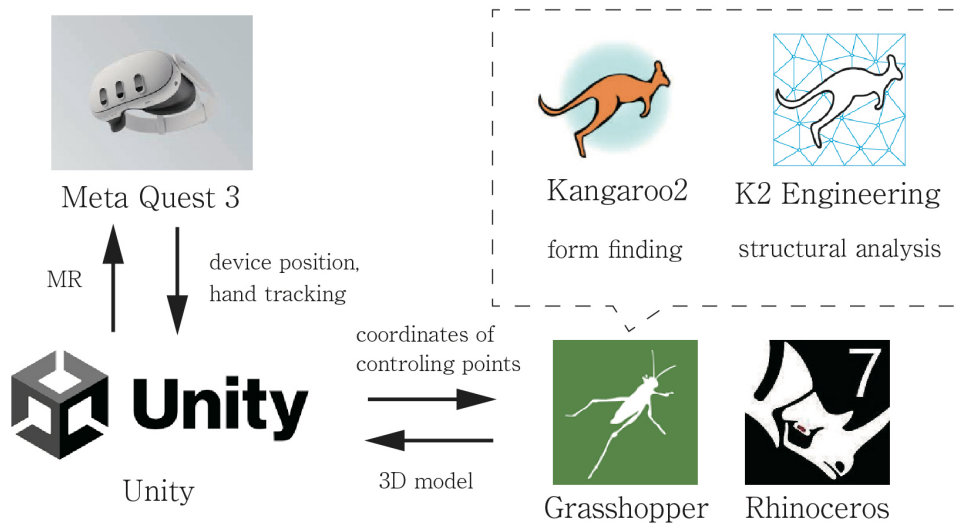 Meta Quest 3
MR
device position,
hand tracking
Kangaroo2
form finding
K2 Engineering
structural analysis
Unity
Unity
coordinates of
controling points
3D model
Grasshopper
7
Rhinoceros